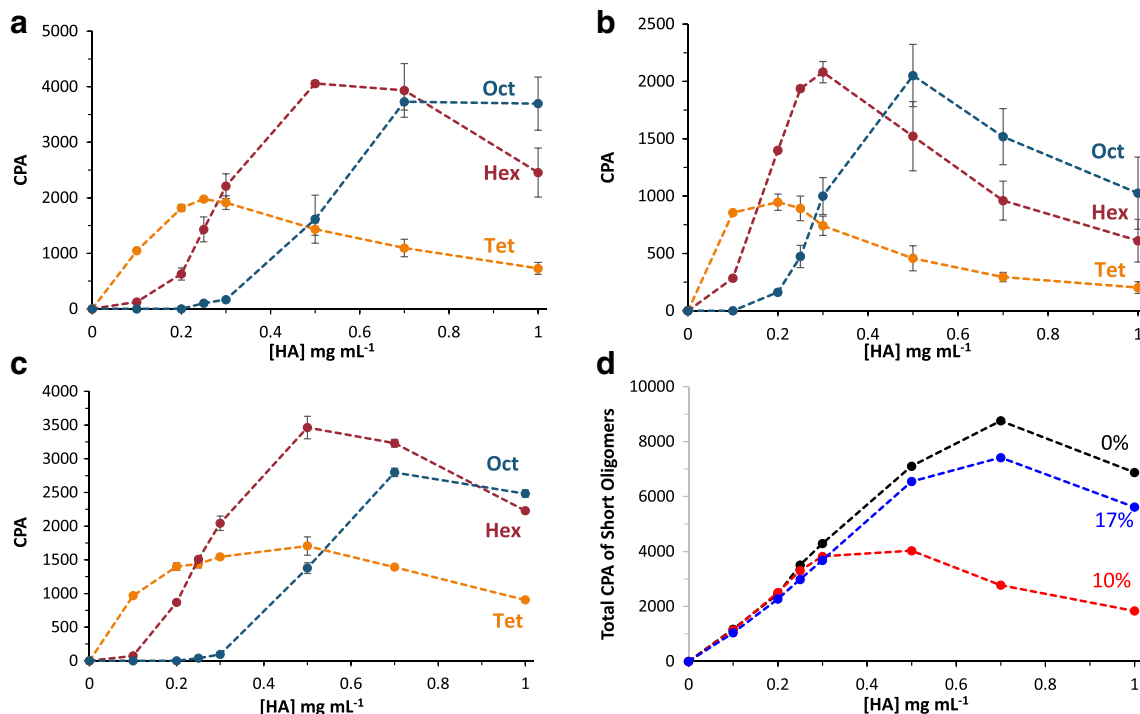 a
5000
4000
3000
2000
1000
0
CPA
0
0.2
0.4
0.6
0.8
1
[HA] mg mL⁻¹
Oct
Hex
Tet
b
2500
2000
1500
1000
500
0
CPA
0
0.2
0.4
0.6
0.8
1
[HA] mg mL⁻¹
Oct
Hex
Tet
c
4000
3500
3000
2500
2000
1500
1000
500
0
CPA
0
0.2
0.4
0.6
0.8
1
[HA] mg mL⁻¹
Oct
Hex
Tet
d
10000
8000
6000
4000
2000
0
Total CPA of Short Oligomers
0
0.2
0.4
0.6
0.8
1
[HA] mg mL⁻¹
0%
17%
10%